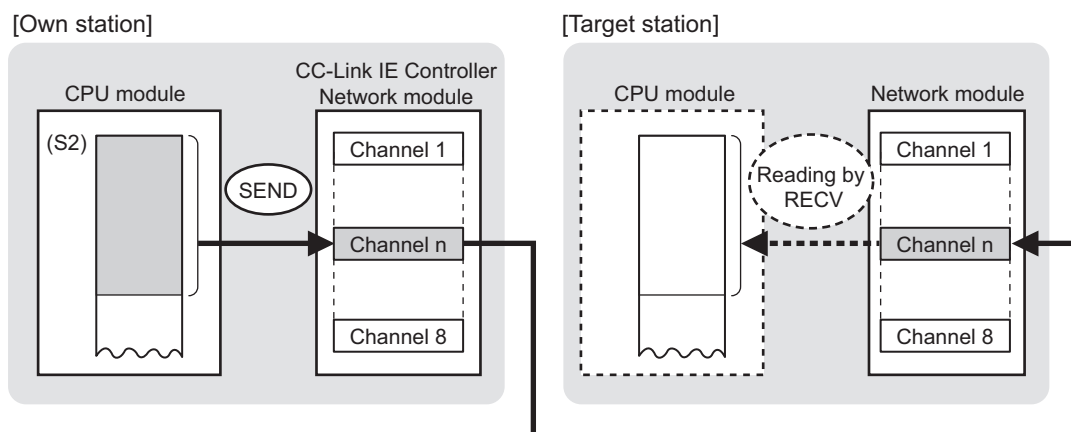 [Own station]
CPU module
CC-Link IE Controller
Network module
(S2)
SEND
Channel 1
Channel n
Channel 8
[Target station]
CPU module
Network module
Reading by
RECV
Channel 1
Channel n
Channel 8